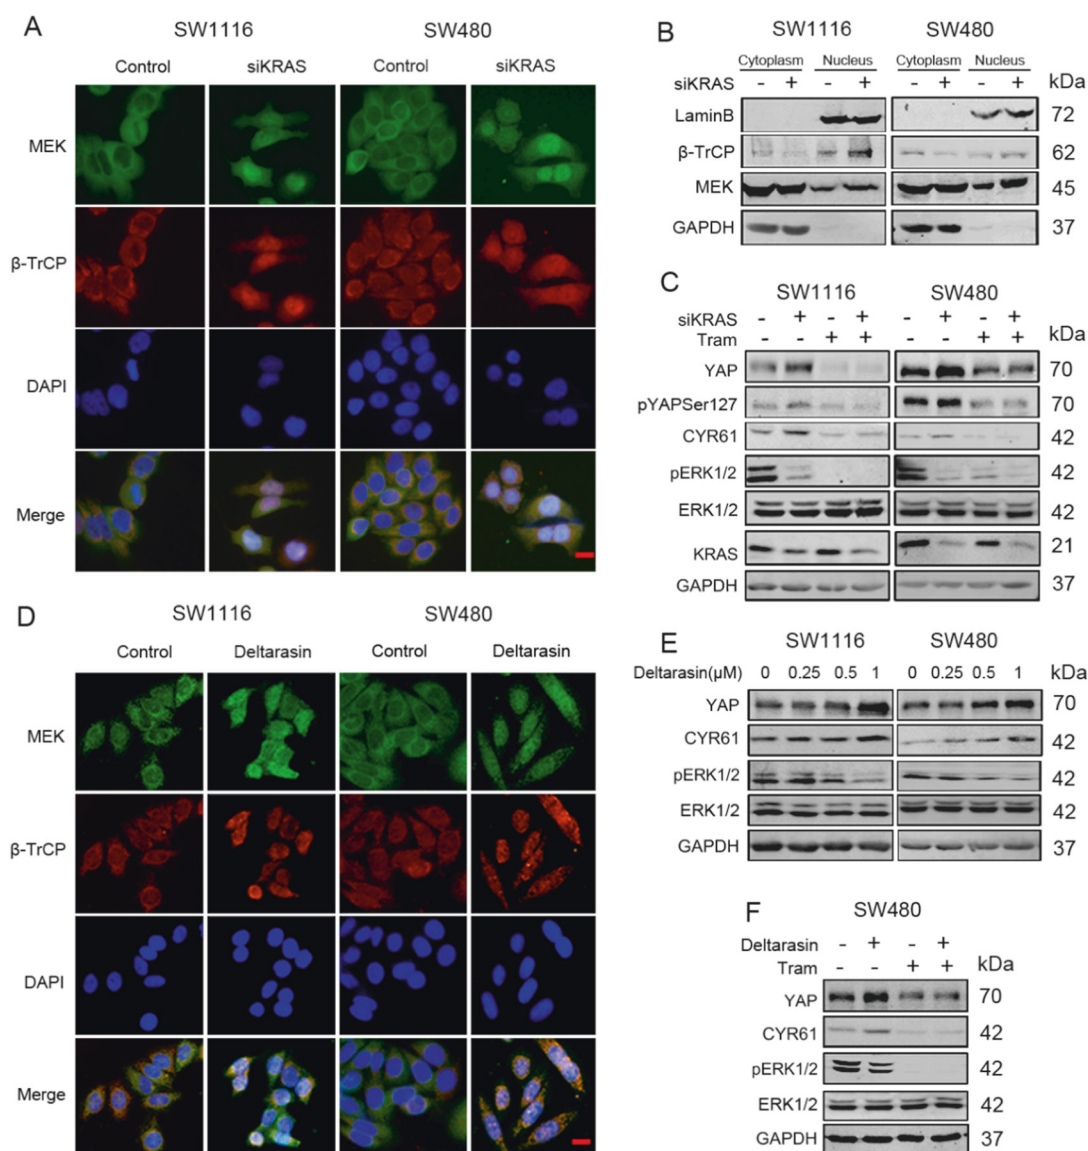 A
SW1116 SW480
Control siKRAS Control siKRAS
MEK
β-TrCP
DAPI
Merge
B
SW1116 SW480
Cytoplasm Nucleus Cytoplasm Nucleus
siKRAS - + - + - + - + kDa
LaminB 72
β-TrCP 62
MEK 45
GAPDH 37
C
SW1116 SW480
siKRAS - + - + - + - + kDa
Tram - - + + - - + +
YAP 70
pYAPSer127 70
CYR61 42
pERK1/2 42
ERK1/2 42
KRAS 21
GAPDH 37
D
SW1116 SW480
Control Deltarasin Control Deltarasin
MEK
β-TrCP
DAPI
Merge
E
SW1116 SW480
Deltarasin(μM) 0 0.25 0.5 1 0 0.25 0.5 1 kDa
YAP 70
CYR61 42
pERK1/2 42
ERK1/2 42
GAPDH 37
F
SW480
Deltarasin - + - +
Tram - - + + kDa
YAP 70
CYR61 42
pERK1/2 42
ERK1/2 42
GAPDH 37